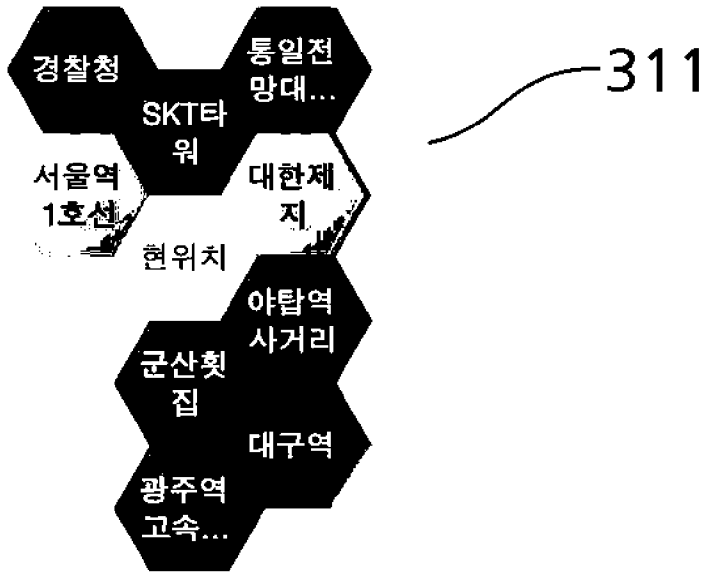 경찰청
통일전
망대...
311
SKT타
워
서울역
1호선
대한제
지
현위치
야탑역
사거리
군산횟
집
대구역
광주역
고속...